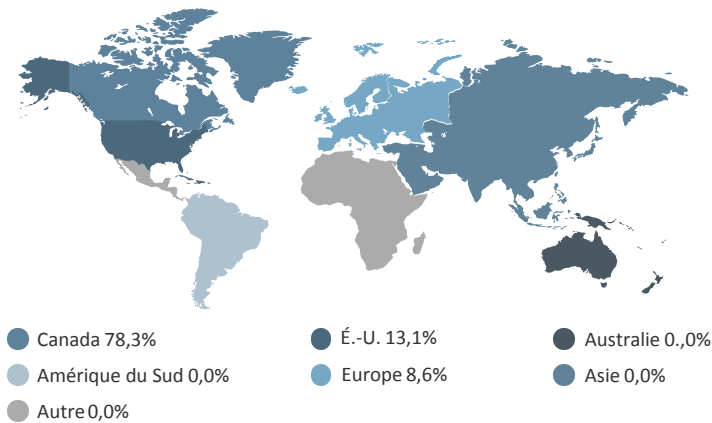 Canada 78,3%
É.-U. 13,1%
Australie 0.,0%
Amérique du Sud 0,0%
Europe 8,6%
Asie 0,0%
Autre 0,0%